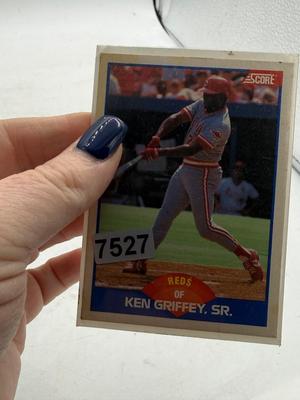 SCORE
7527
REDS
OF
KEN GRIFFEY, SR.